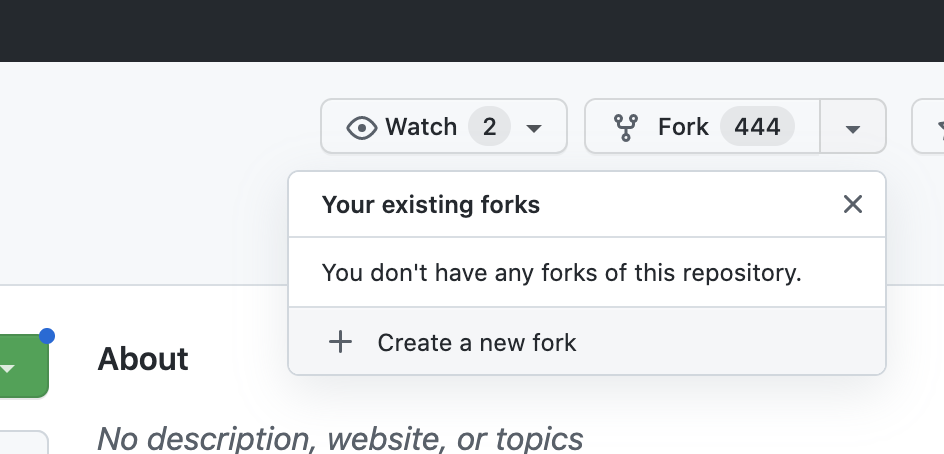 Watch 2
Fork 444
Your existing forks
You don't have any forks of this repository.
Create a new fork
About
No description, website, or topics